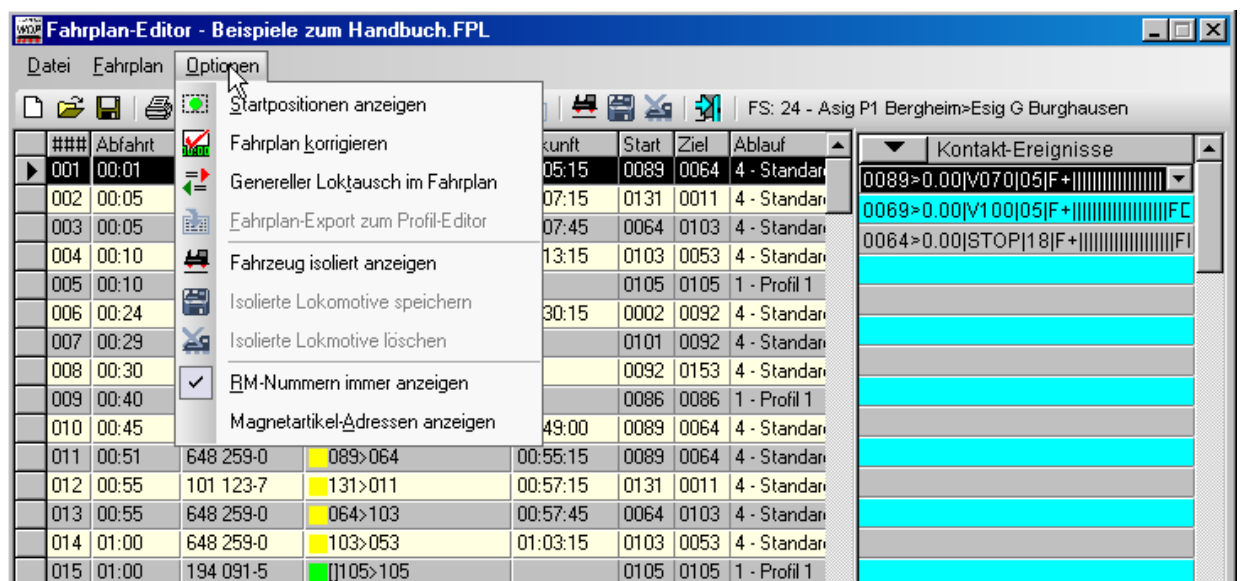 WDP Fahrplan-Editor - Beispiele zum Handbuch.FPL
Datei Fahrplan Optionen
FS: 24 - Asig P1 Bergheim>Esig G Burghausen
Startpositionen anzeigen
Fahrplan korrigieren
Genereller Loktausch im Fahrplan
Fahrplan-Export zum Profil-Editor
Fahrzeug isoliert anzeigen
Isolierte Lokomotive speichern
Isolierte Lokmotive löschen
RM-Nummern immer anzeigen
Magnetartikel-Adressen anzeigen
### Abfahrt kunft Start Ziel Ablauf Kontakt-Ereignisse
001 00:01 05:15 0089 0064 4 - Standard 0089>0.00|V070|05|F+||||||||||||||||||
002 00:05 07:15 0131 0011 4 - Standar 0069>0.00|V100|05|F+|||||||||||||||||||FD
003 00:05 07:45 0064 0103 4 - Standar 0064>0.00|STOP|18|F+|||||||||||||||||||FI
004 00:10 13:15 0103 0053 4 - Standar
005 00:10 0105 0105 1 - Profil 1
006 00:24 30:15 0002 0092 4 - Standar
007 00:29 0101 0092 4 - Standar
008 00:30 0092 0153 4 - Standar
009 00:40 0086 0086 1 - Profil 1
010 00:45 49:00 0089 0064 4 - Standar
011 00:51 648 259-0 089>064 00:55:15 0089 0064 4 - Standar
012 00:55 101 123-7 131>011 00:57:15 0131 0011 4 - Standar
013 00:55 648 259-0 064>103 00:57:45 0064 0103 4 - Standar
014 01:00 648 259-0 103>053 01:03:15 0103 0053 4 - Standar
015 01:00 194 091-5 []105>105 0105 0105 1 - Profil 1